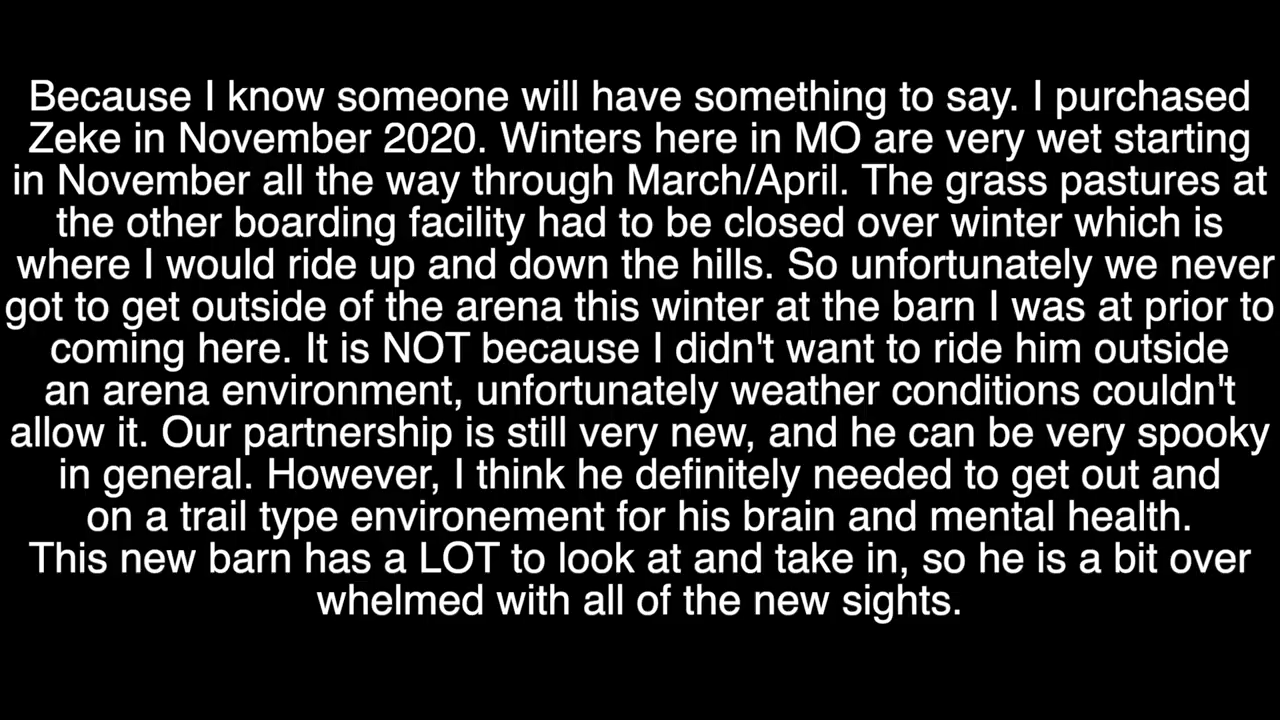 Because I know someone will have something to say. I purchased
Zeke in November 2020. Winters here in MO are very wet starting
in November all the way through March/April. The grass pastures at
the other boarding facility had to be closed over winter which is
where I would ride up and down the hills. So unfortunately we never
got to get outside of the arena this winter at the barn I was at prior to
coming here. It is NOT because I didn't want to ride him outside
an arena environment, unfortunately weather conditions couldn't
allow it. Our partnership is still very new, and he can be very spooky
in general. However, I think he definitely needed to get out and
on a trail type environement for his brain and mental health.
This new barn has a LOT to look at and take in, so he is a bit over
whelmed with all of the new sights.